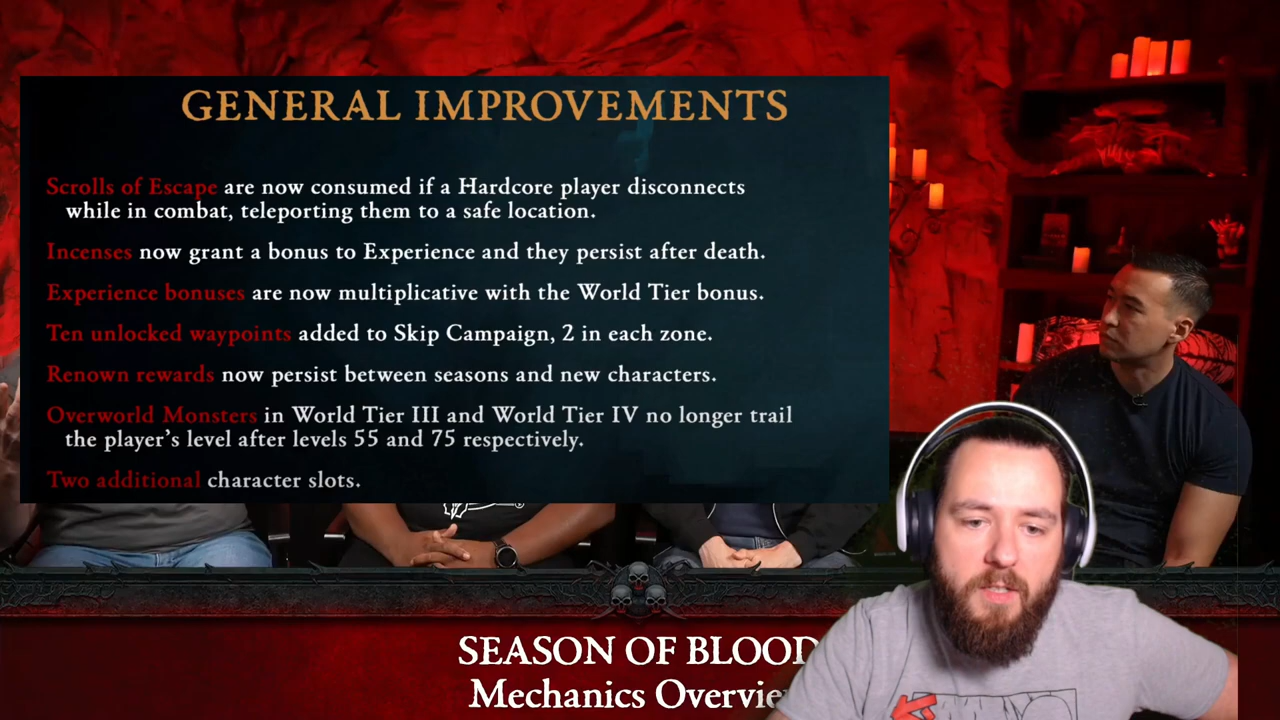 GENERAL IMPROVEMENTS
Scrolls of Escape are now consumed if a Hardcore player disconnects
while in combat, teleporting them to a safe location.
Incenses now grant a bonus to Experience and they persist after death.
Experience bonuses are now multiplicative with the World Tier bonus.
Ten unlocked waypoints added to Skip Campaign, 2 in each zone.
Renown rewards now persist between seasons and new characters.
Overworld Monsters in World Tier III and World Tier IV no longer trail
the player's level after levels 55 and 75 respectively.
Two additional character slots.
SEASON OF BLOOD
Mechanics Overvie